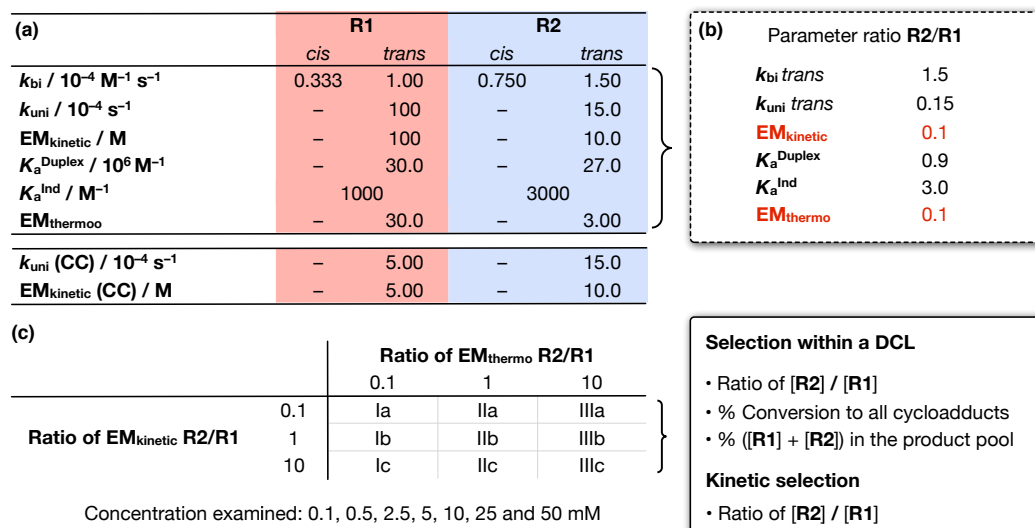 (a)
R1 R2
cis trans cis trans
kbi / 10–4 M–1 s–1 0.333 1.00 0.750 1.50
kuni / 10–4 s–1 – 100 – 15.0
EMkinetic / M – 100 – 10.0
KaDuplex / 106 M–1 – 30.0 – 27.0
KaInd / M–1 1000 3000
EMthermoo – 30.0 – 3.00
kuni (CC) / 10–4 s–1 – 5.00 – 15.0
EMkinetic (CC) / M – 5.00 – 10.0
(b)
Parameter ratio R2/R1
kbi trans 1.5
kuni trans 0.15
EMkinetic 0.1
KaDuplex 0.9
KaInd 3.0
EMthermo 0.1
(c)
Ratio of EMthermo R2/R1
0.1 1 10
0.1 Ia IIa IIIa
Ratio of EMkinetic R2/R1 1 Ib IIb IIIb
10 Ic IIc IIIc
Concentration examined: 0.1, 0.5, 2.5, 5, 10, 25 and 50 mM
Selection within a DCL
• Ratio of [R2] / [R1]
• % Conversion to all cycloadducts
• % ([R1] + [R2]) in the product pool
Kinetic selection
• Ratio of [R2] / [R1]